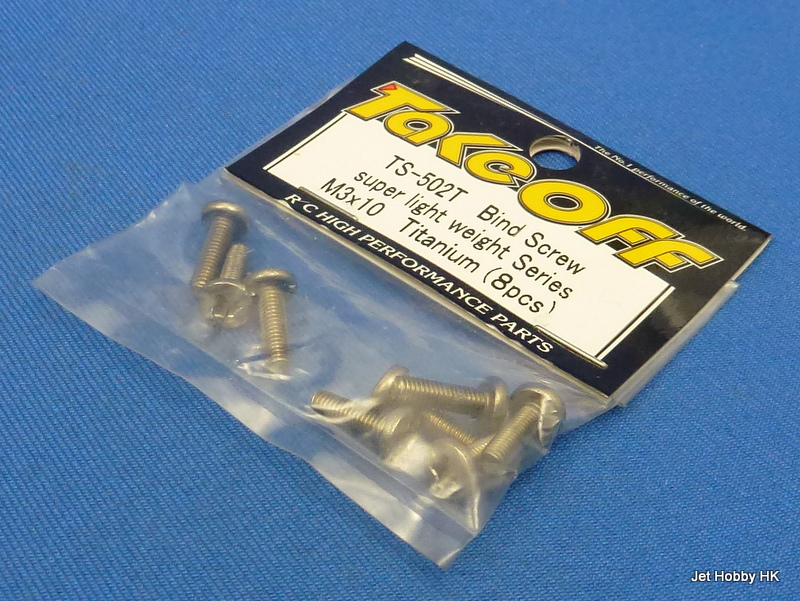 The No.1 performance of the world.
TakeOff
TS-502T Bind Screw
super light weight Series
M3x10 Titanium (8pcs)
R/C HIGH PERFORMANCE PARTS
Jet Hobby HK